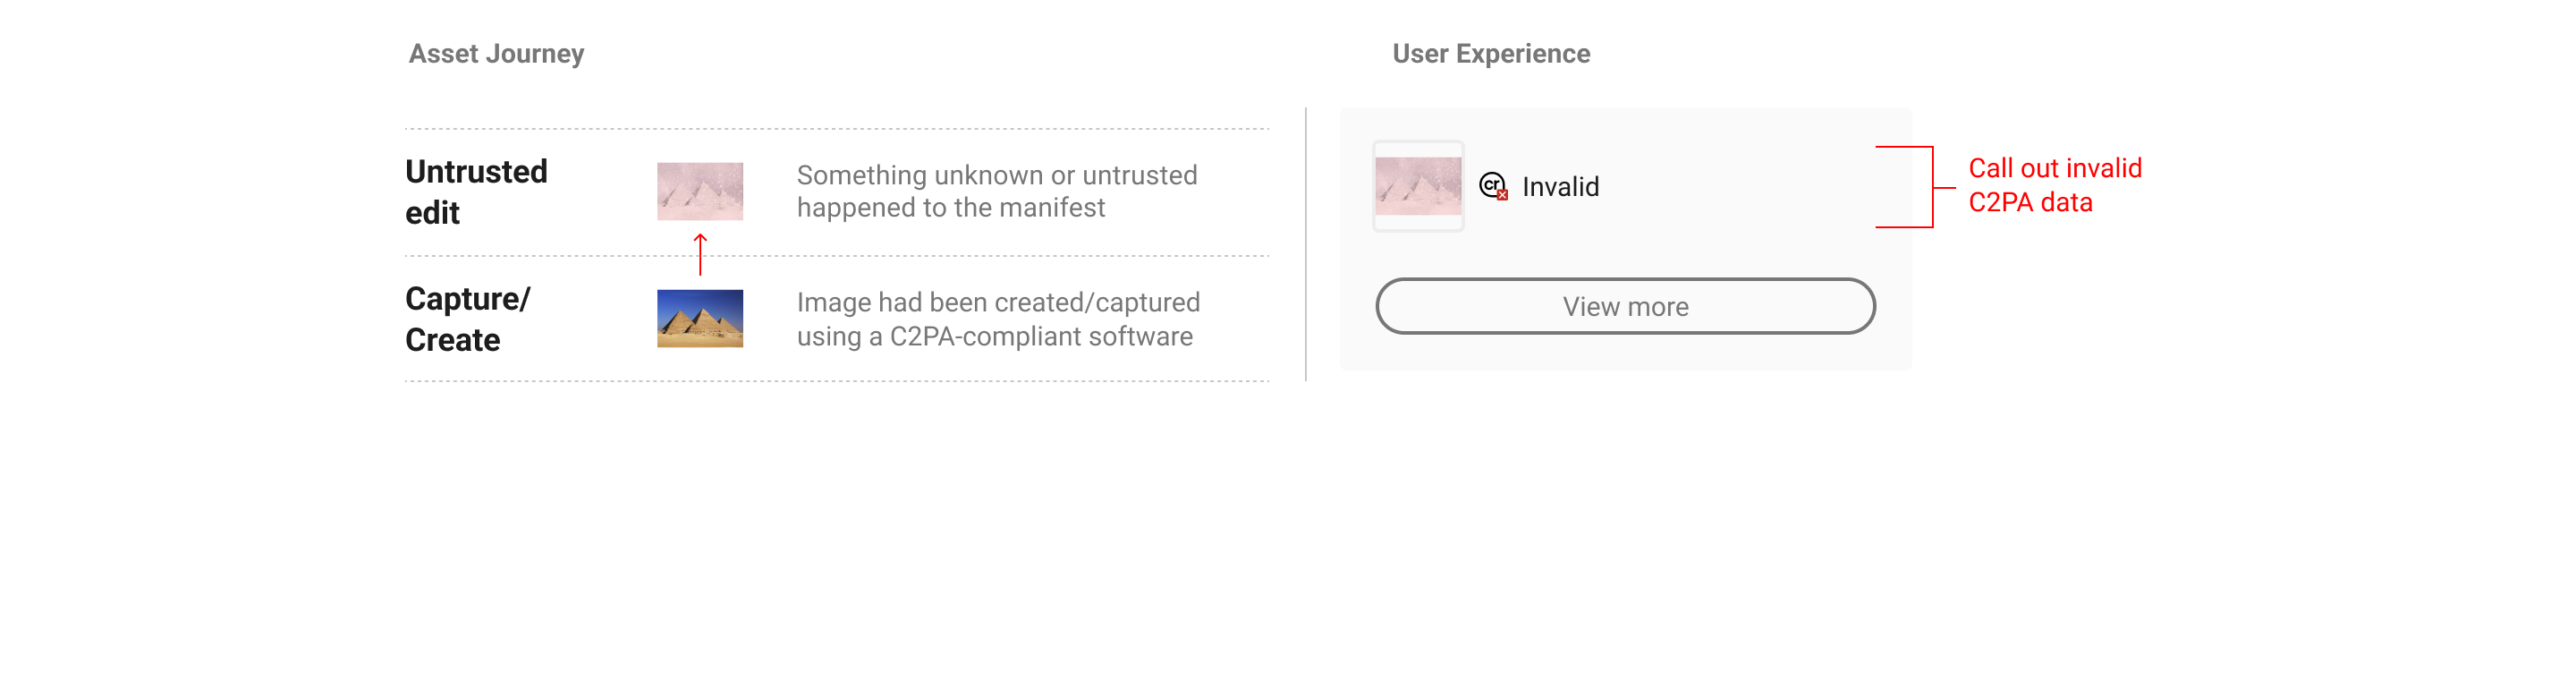 Asset Journey
User Experience
Untrusted
edit
Something unknown or untrusted
happened to the manifest
Capture/
Create
Image had been created/captured
using a C2PA-compliant software
cr
Invalid
View more
Call out invalid
C2PA data